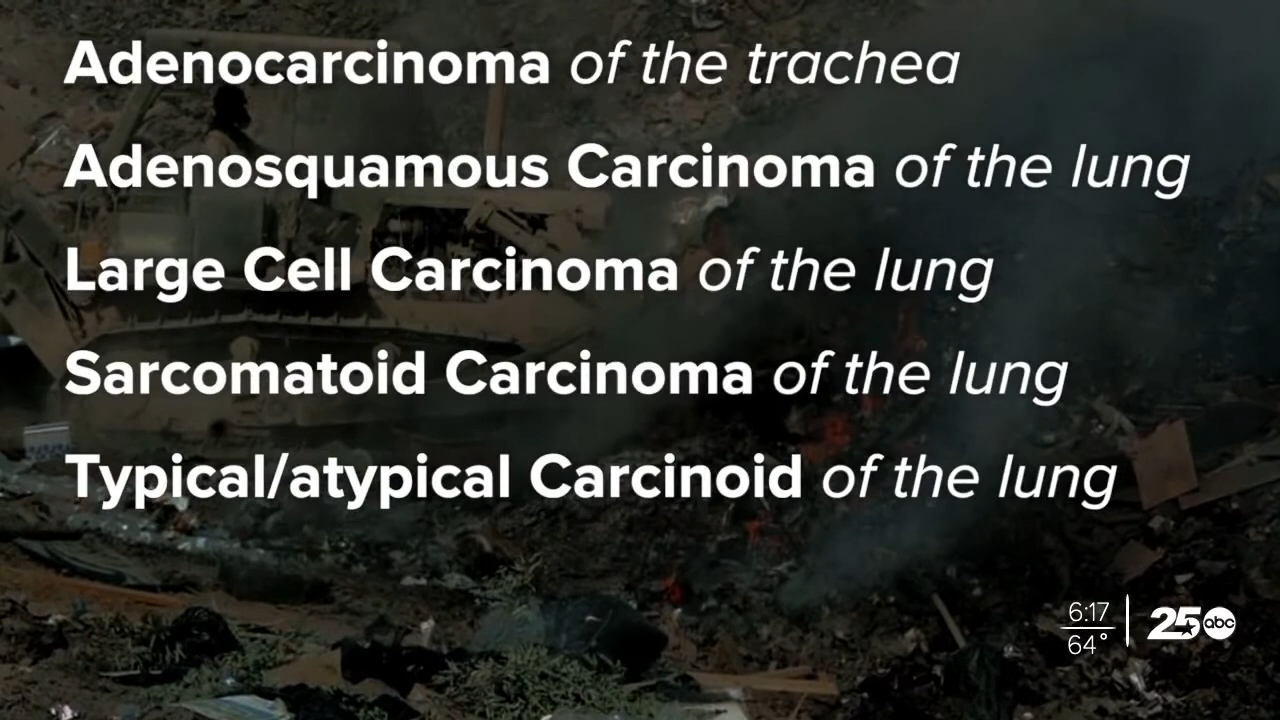 Adenocarcinoma of the trachea
Adenosquamous Carcinoma of the lung
Large Cell Carcinoma of the lung
Sarcomatoid Carcinoma of the lung
Typical/atypical Carcinoid of the lung
6:17
64°
25 abc